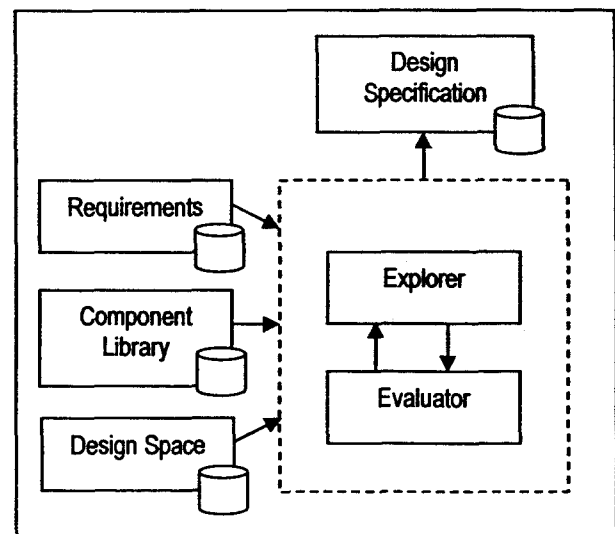 Design
Specification
Requirements
Component
Library
Design Space
Explorer
Evaluator